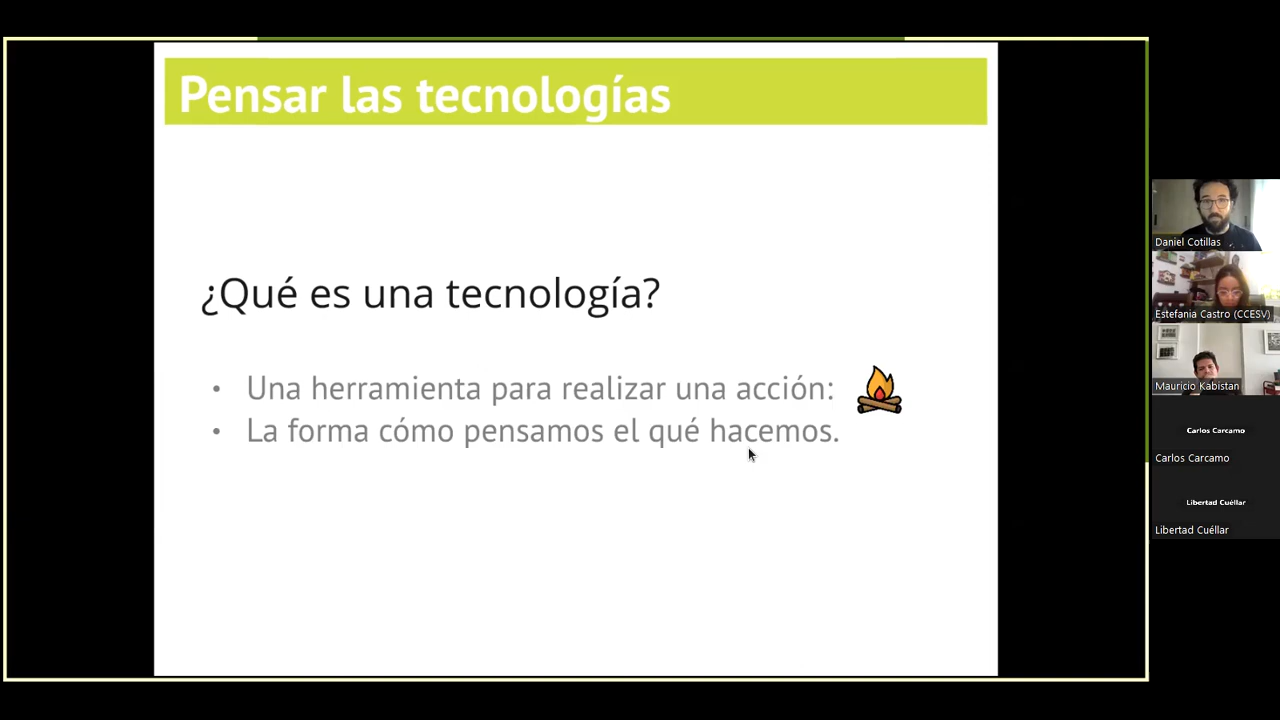 Pensar las tecnologías
¿Qué es una tecnología?
• Una herramienta para realizar una acción:
• La forma cómo pensamos el qué hacemos.
Daniel Cotillas
Estefania Castro (CCESV)
Mauricio Kabistan
Carlos Carcamo
Carlos Carcamo
Libertad Cuéllar
Libertad Cuéllar